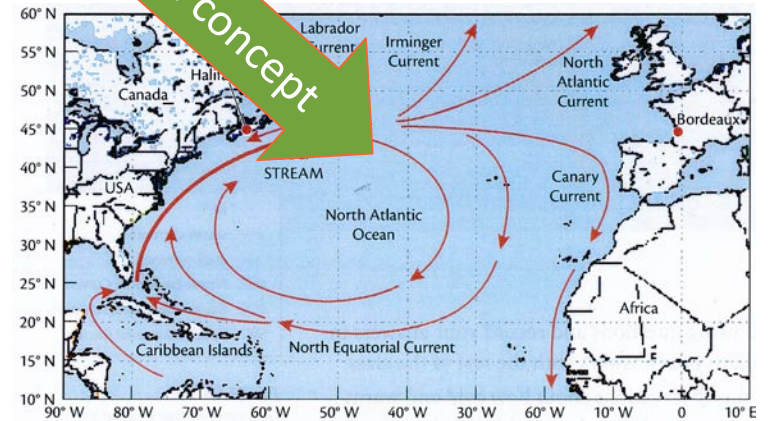 concept
60° N
55° N
50° N
45° N
40° N
35° N
30° N
25° N
20° N
15° N
10° N
Labrador
Irminger
Current
North
Atlantic
Current
Canada
Bordeaux
USA
STREAM
Canary
Current
North Atlantic
Ocean
Africa
Caribbean Islands
North Equatorial Current
90° W
80° W
70° W
60° W
50° W
40° W
30° W
60° W
10° W
0
10° E